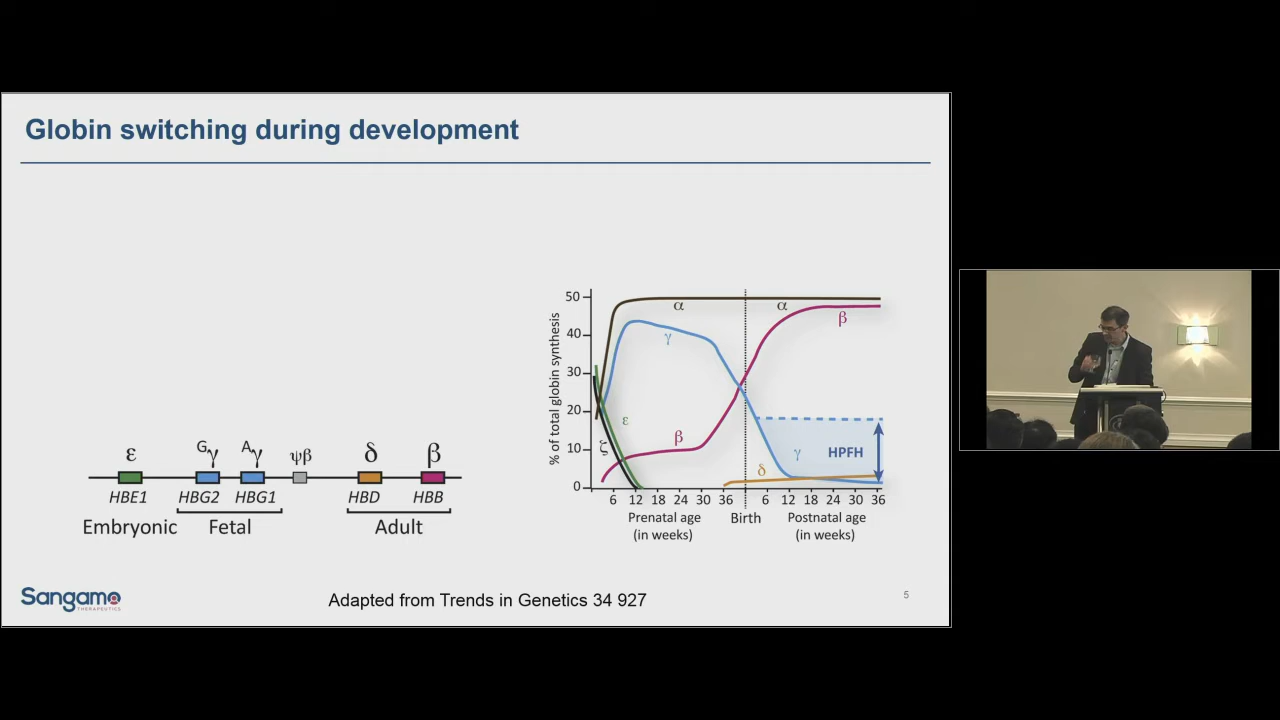 Globin switching during development
ε
Gγ
Aγ
ψβ
δ
β
HBE1
HBG2
HBG1
HBD
HBB
Embryonic
Fetal
Adult
% of total globin synthesis
50
40
30
20
10
0
α
α
β
γ
ε
ζ
β
γ
δ
HPFH
6 12 18 24 30 36
6 12 18 24 30 36
Prenatal age
(in weeks)
Birth
Postnatal age
(in weeks)
Sangamo
THERAPEUTICS
Adapted from Trends in Genetics 34 927
5